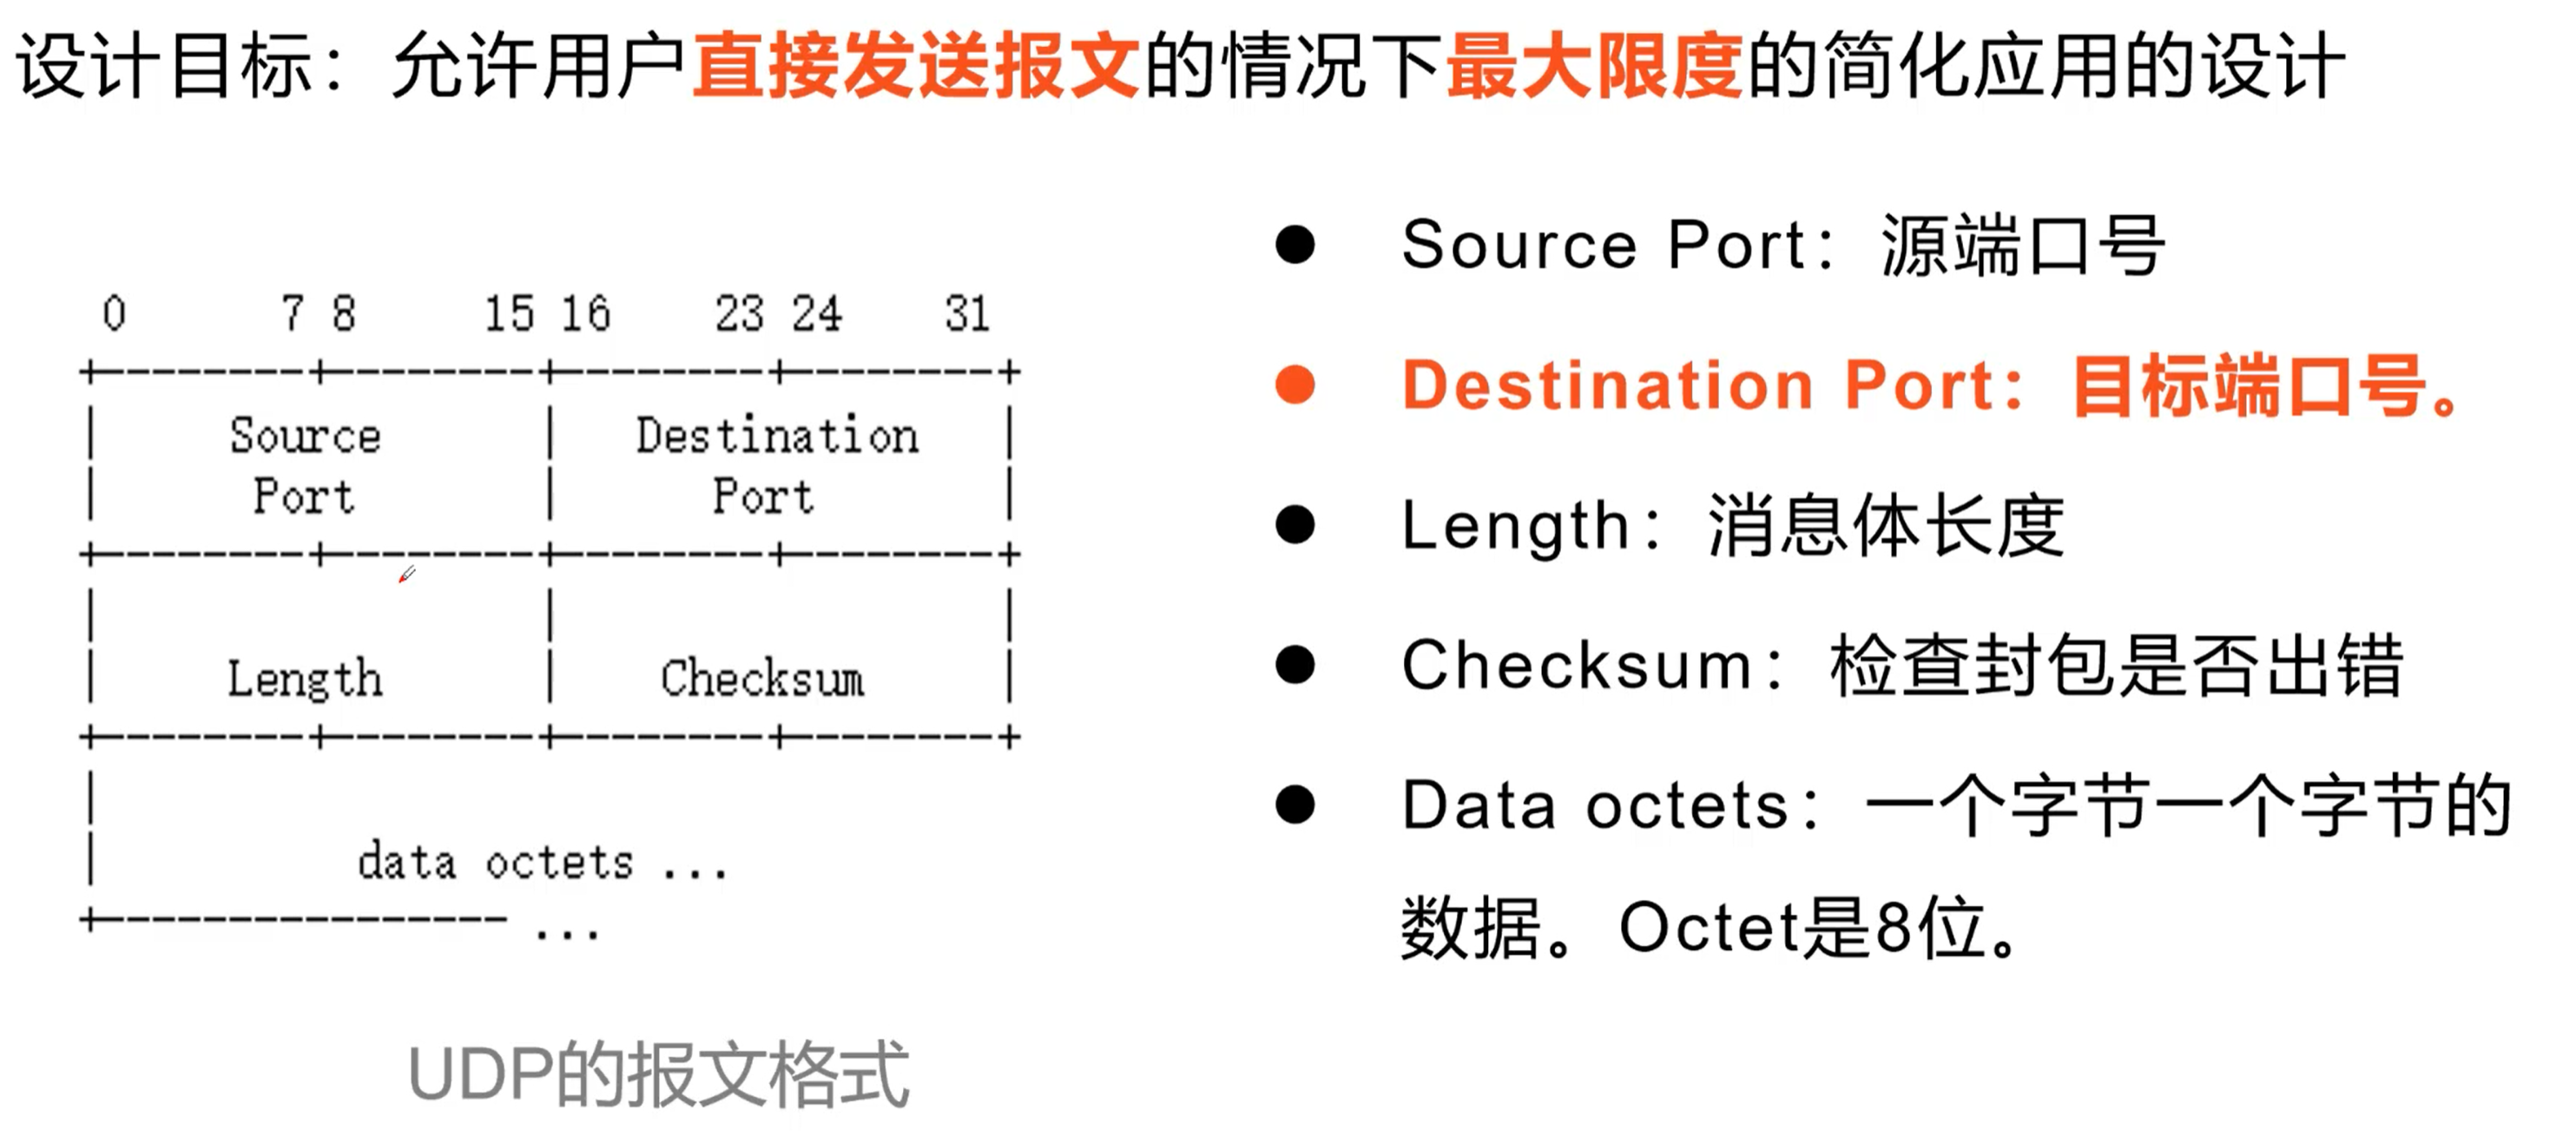 设计目标：允许用户直接发送报文的情况下最大限度的简化应用的设计
0 7 8 15 16 23 24 31
Source Destination
Port Port
Length Checksum
data octets ...
...
UDP的报文格式
● Source Port：源端口号
● Destination Port：目标端口号。
● Length：消息体长度
● Checksum：检查封包是否出错
● Data octets：一个字节一个字节的
数据。Octet是8位。